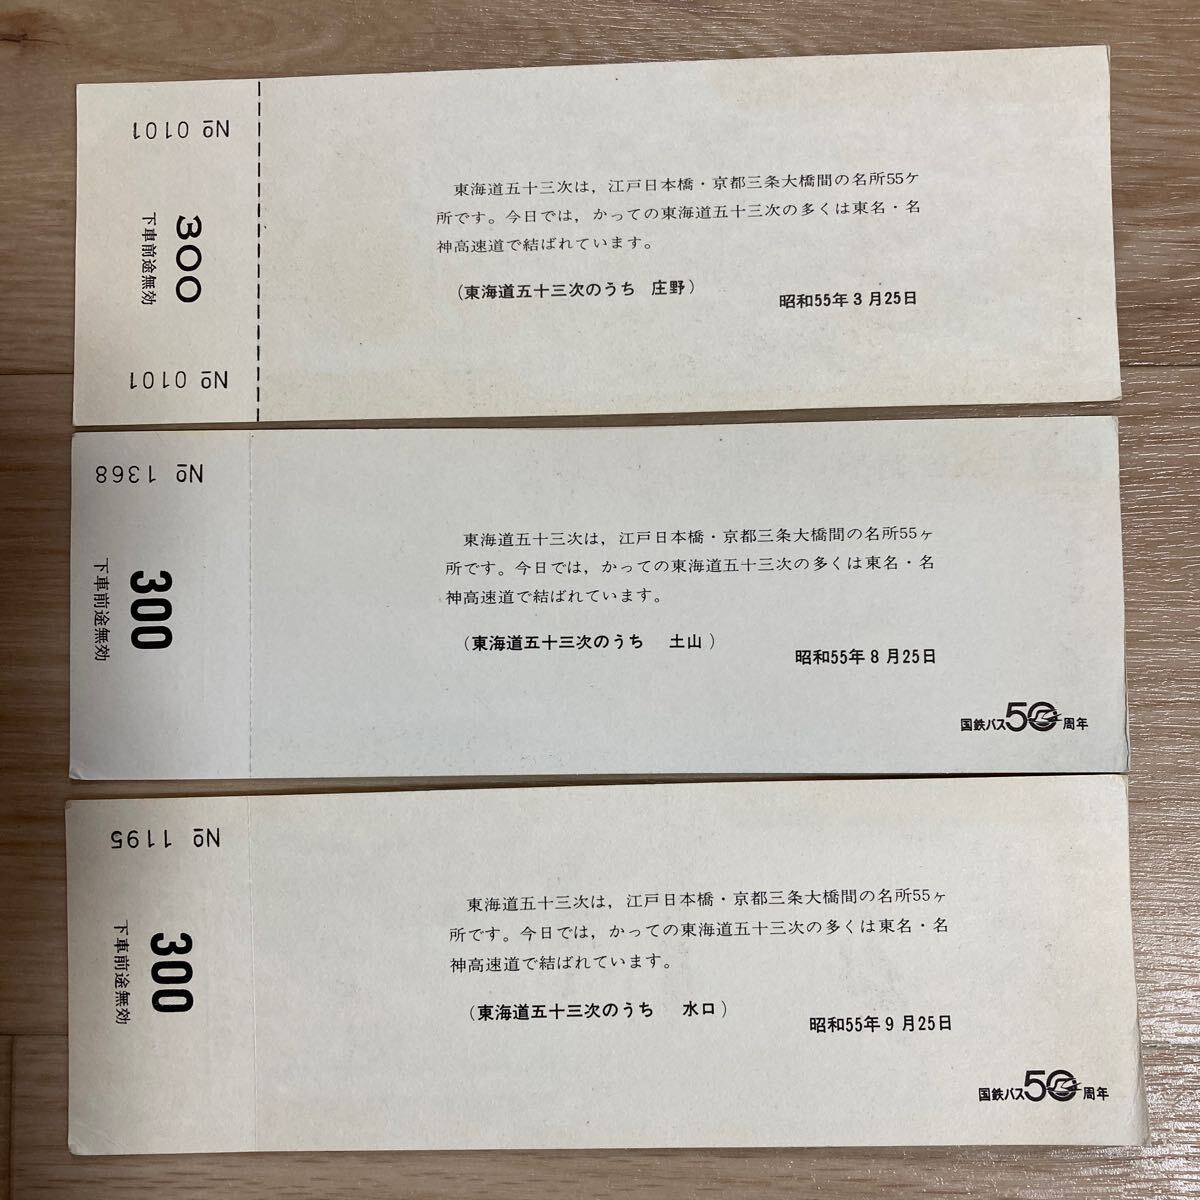 № 0101
300
下車前途無効
№ 0101
東海道五十三次は，江戸日本橋・京都三条大橋間の名所55ケ
所です。今日では，かっての東海道五十三次の多くは東名・名
神高速道で結ばれています。
（東海道五十三次のうち　庄野）
昭和55年3月25日
№ 1368
300
下車前途無効
東海道五十三次は，江戸日本橋・京都三条大橋間の名所55ヶ
所です。今日では，かっての東海道五十三次の多くは東名・名
神高速道で結ばれています。
（東海道五十三次のうち　土山）
昭和55年8月25日
国鉄バス50周年
№ 1195
300
下車前途無効
東海道五十三次は，江戸日本橋・京都三条大橋間の名所55ヶ
所です。今日では，かっての東海道五十三次の多くは東名・名
神高速道で結ばれています。
（東海道五十三次のうち　水口）
昭和55年9月25日
国鉄バス50周年